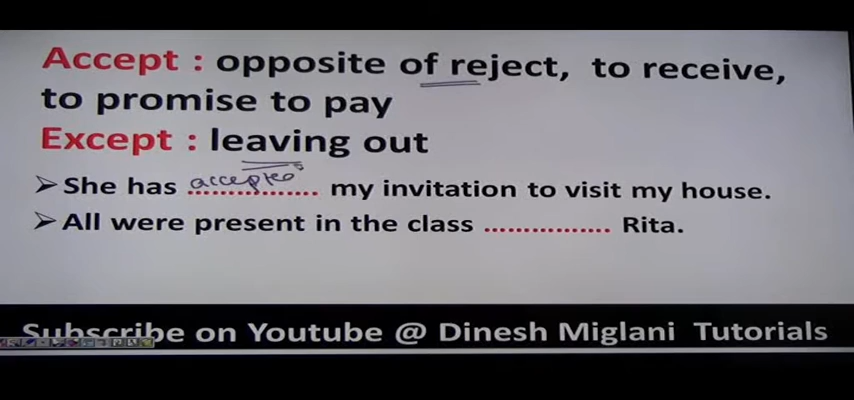 Accept : opposite of reject, to receive,
to promise to pay
Except : leaving out
➢She has accepted................ my invitation to visit my house.
➢All were present in the class ................ Rita.
Subscribe on Youtube @ Dinesh Miglani Tutorials